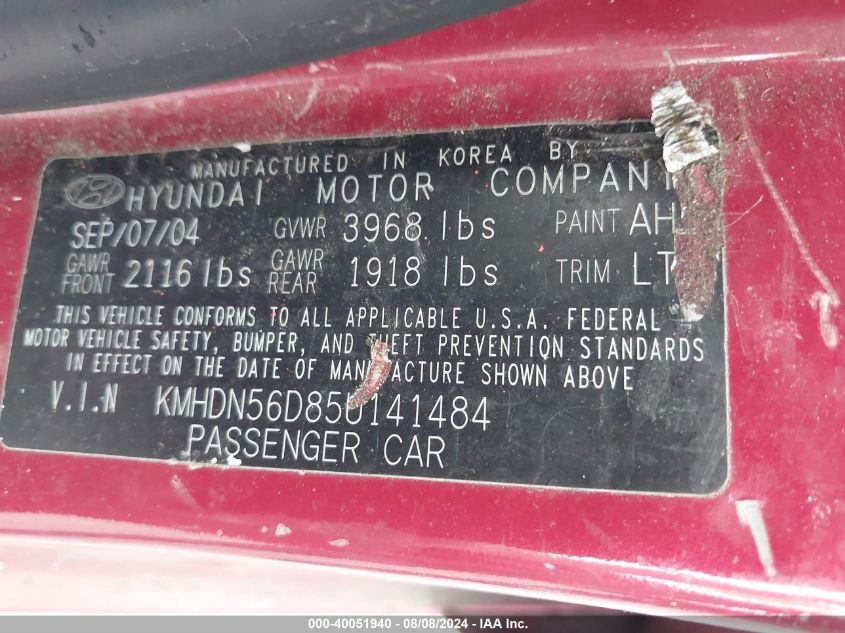 MANUFACTURED IN KOREA BY
HYUNDAI MOTOR COMPANY
SEP/07/04 GVWR 3968 lbs PAINT AH
GAWR FRONT 2116 lbs GAWR REAR 1918 lbs TRIM LT
THIS VEHICLE CONFORMS TO ALL APPLICABLE U.S.A. FEDERAL
MOTOR VEHICLE SAFETY, BUMPER, AND THEFT PREVENTION STANDARDS
IN EFFECT ON THE DATE OF MANUFACTURE SHOWN ABOVE
V.I.N KMHDN56D85U141484
PASSENGER CAR
000-40051940 - 08/08/2024 - IAA Inc.